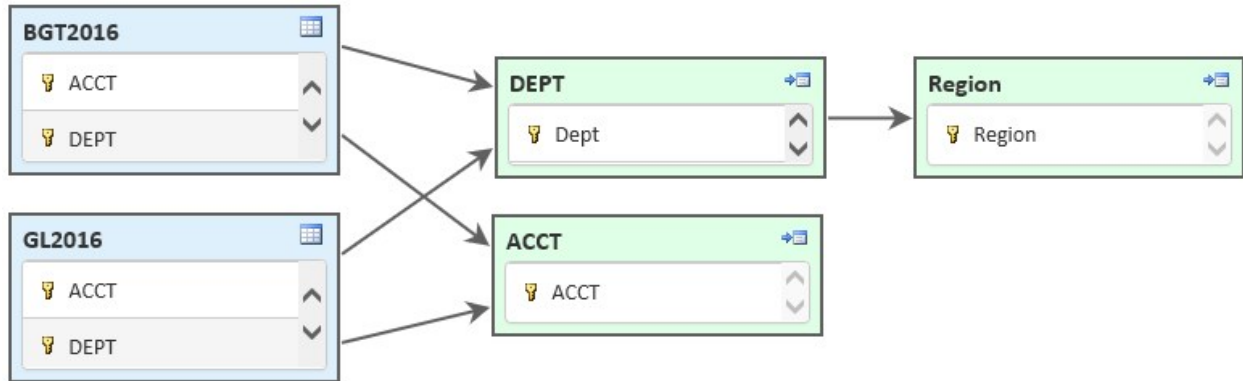 BGT2016
ACCT
DEPT
GL2016
ACCT
DEPT
DEPT
Dept
ACCT
ACCT
Region
Region